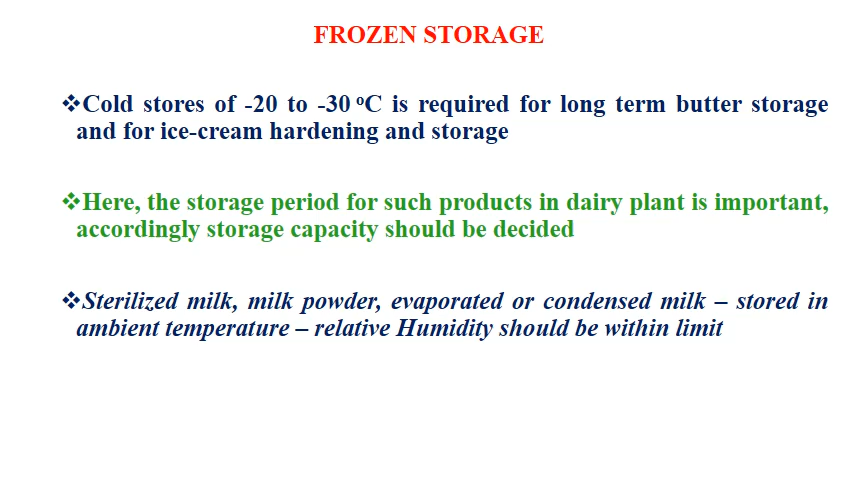 FROZEN STORAGE
❖Cold stores of -20 to -30 ºC is required for long term butter storage
and for ice-cream hardening and storage
❖Here, the storage period for such products in dairy plant is important,
accordingly storage capacity should be decided
❖Sterilized milk, milk powder, evaporated or condensed milk – stored in
ambient temperature – relative Humidity should be within limit